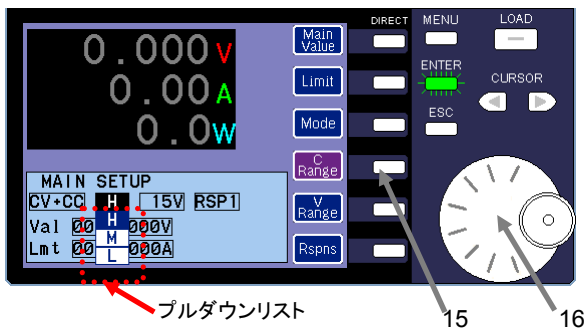 DIRECT
MENU
LOAD
0.000V
Main Value
0.00A
Limit
ENTER
CURSOR
0.0W
Mode
ESC
C Range
MAIN SETUP
CV+CC H 15V RSP1
V Range
Val 00 H 000V
M
Lmt 00 000A
L
Rspns
プルダウンリスト
15
16